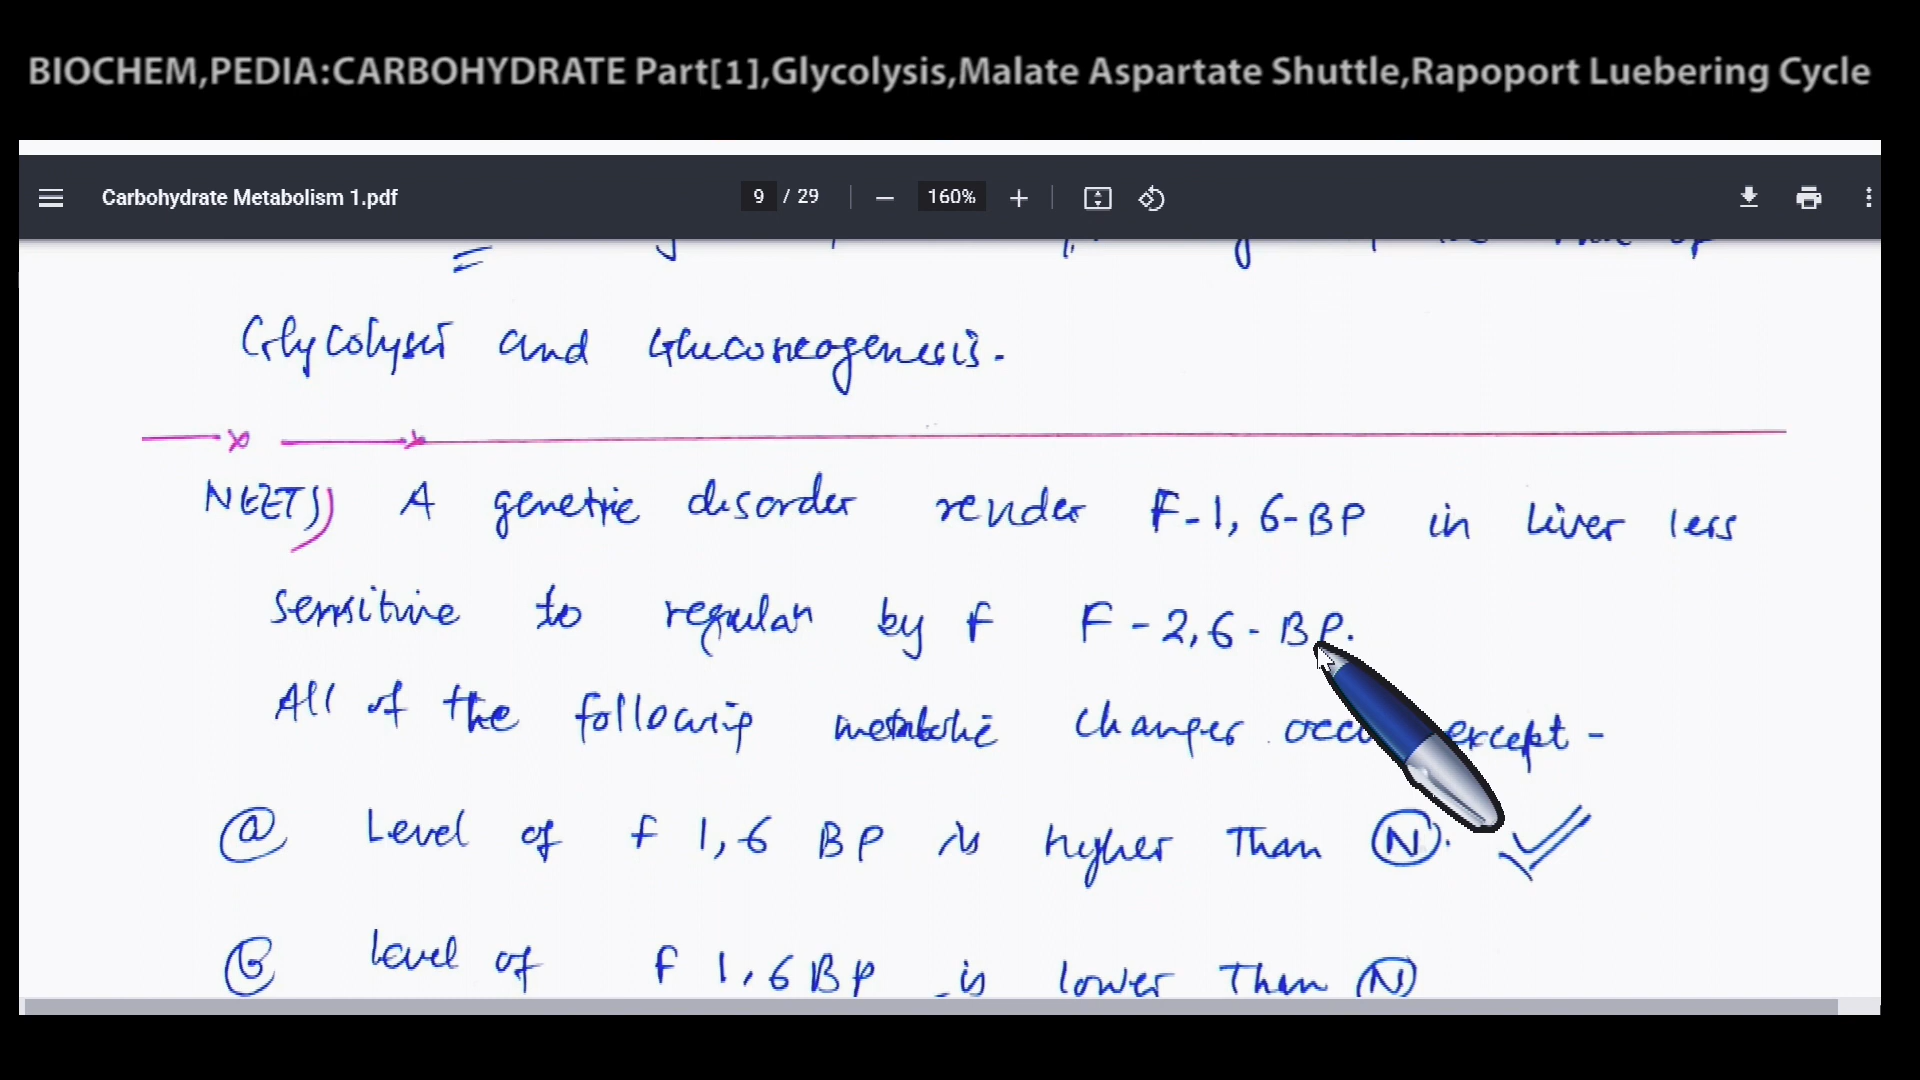 BIOCHEM,PEDIA:CARBOHYDRATE Part[1],Glycolysis,Malate Aspartate Shuttle,Rapoport Luebering Cycle
Carbohydrate Metabolism 1.pdf 9 / 29 160%
Glycolysis and Gluconeogenesis.
A genetic disorder render F-1, 6-BP in liver less
sensitive to by f F-2,6-BP.
All of the following metabolic changes except -
a Level of f 1,6 BP is higher Than N.
B Level of f 1,6 BP is lower Than N